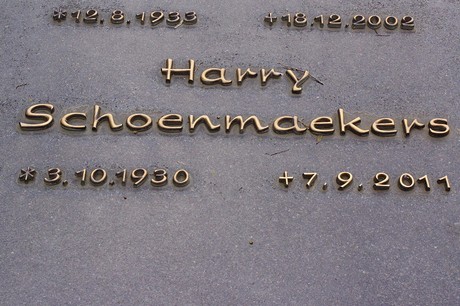 *12.8.1933 +18.12.2002
Harry
Schoenmaekers
*3.10.1930 +7.9.2011